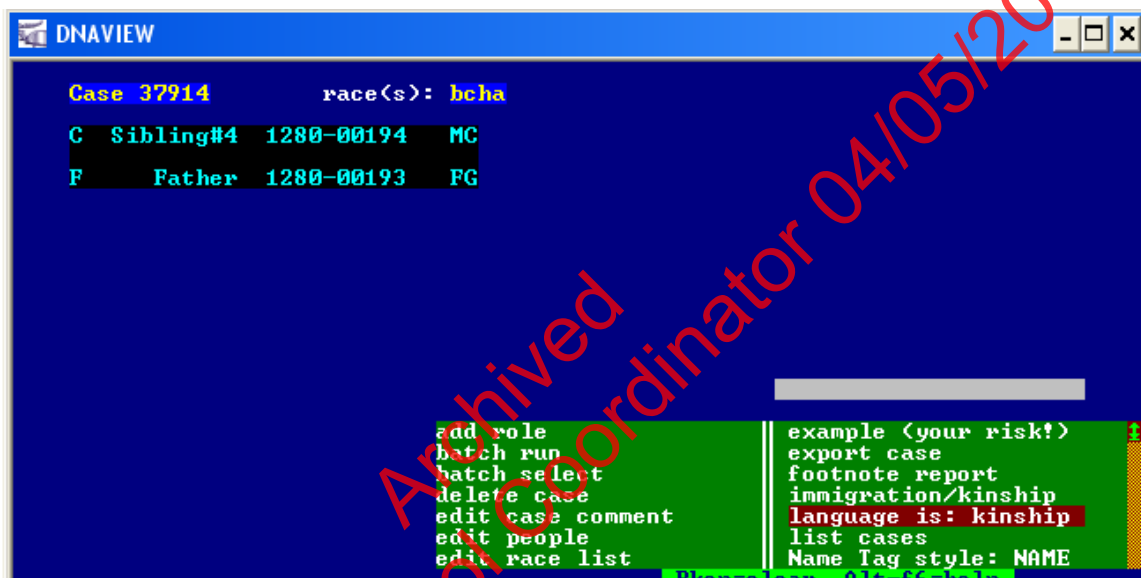 DNAVIEW
Case 37914 race(s): bcha
C Sibling#4 1280-00194 MC
F Father 1280-00193 FG
add role
batch run
batch select
delete case
edit case comment
edit people
edit race list
example (your risk!)
export case
footnote report
immigration/kinship
language is: kinship
list cases
Name Tag style: NAME
Archived
Coordinator 04/05/20